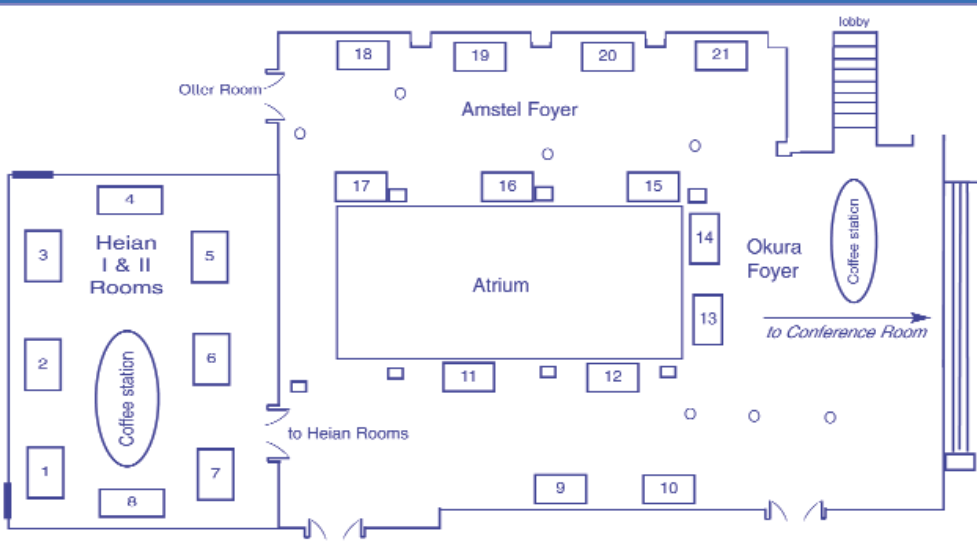 lobby
18
19
20
21
Otter Room
Amstel Foyer
17
16
15
4
3
Heian
I & II
Rooms
5
14
Okura
Foyer
Coffee station
Atrium
13
to Conference Room
2
Coffee station
6
11
12
to Heian Rooms
1
7
8
9
10